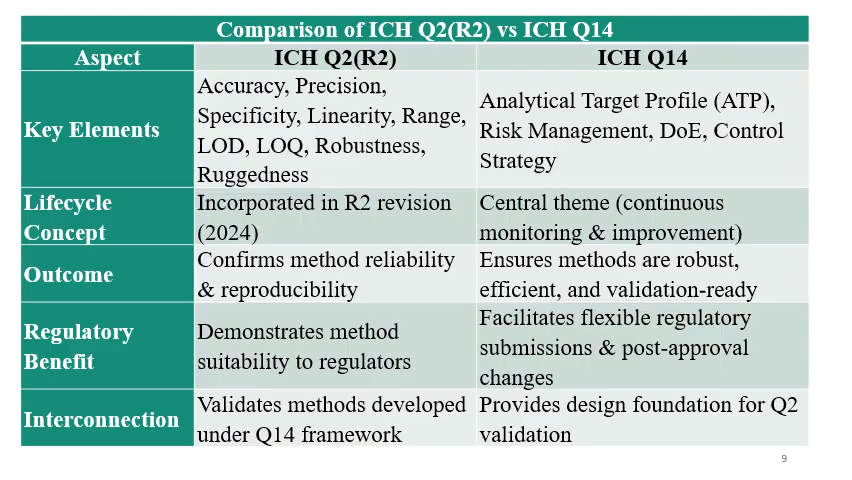 Comparison of ICH Q2(R2) vs ICH Q14
Aspect
ICH Q2(R2)
ICH Q14
Key Elements
Accuracy, Precision,
Specificity, Linearity, Range,
LOD, LOQ, Robustness,
Ruggedness
Analytical Target Profile (ATP),
Risk Management, DoE, Control
Strategy
Lifecycle
Concept
Incorporated in R2 revision
(2024)
Central theme (continuous
monitoring & improvement)
Outcome
Confirms method reliability
& reproducibility
Ensures methods are robust,
efficient, and validation-ready
Regulatory
Benefit
Demonstrates method
suitability to regulators
Facilitates flexible regulatory
submissions & post-approval
changes
Interconnection
Validates methods developed
under Q14 framework
Provides design foundation for Q2
validation
9